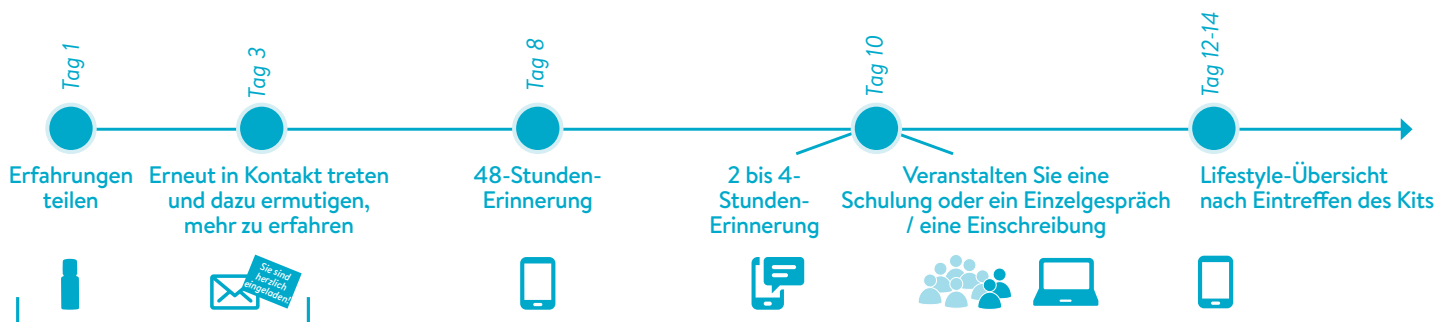 Tag 1
Tag 3
Tag 8
Tag 10
Tag 12-14
Erfahrungen
teilen
Erneut in Kontakt treten
und dazu ermutigen,
mehr zu erfahren
48-Stunden-
Erinnerung
2 bis 4-
Stunden-
Erinnerung
Veranstalten Sie eine
Schulung oder ein Einzelgespräch
/ eine Einschreibung
Lifestyle-Übersicht
nach Eintreffen des Kits
Sie sind
herzlich
eingeladen!